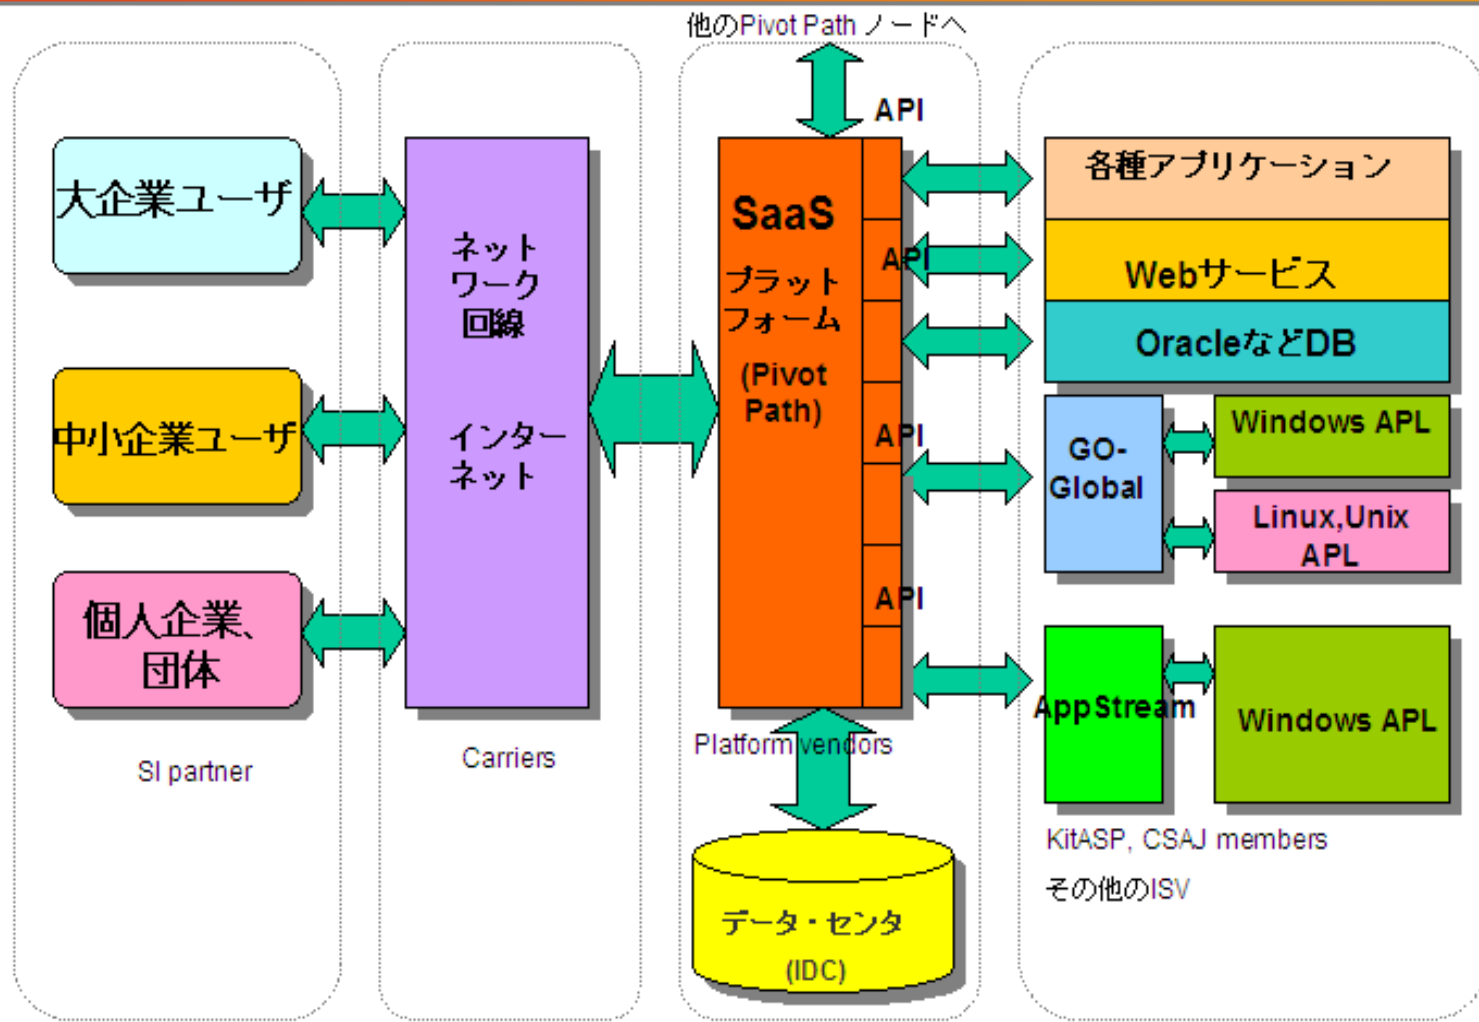 他のPivot Path ノードへ
大企業ユーザ
中小企業ユーザ
個人企業、
団体
SI partner
ネット
ワーク
回線
インター
ネット
Carriers
API
SaaS
プラット
フォーム
(Pivot
Path)
API
API
API
Platform vendors
データ・センタ
(IDC)
各種アプリケーション
Webサービス
OracleなどDB
GO-
Global
Windows APL
Linux,Unix
APL
AppStream
Windows APL
KitASP, CSAJ members
その他のISV